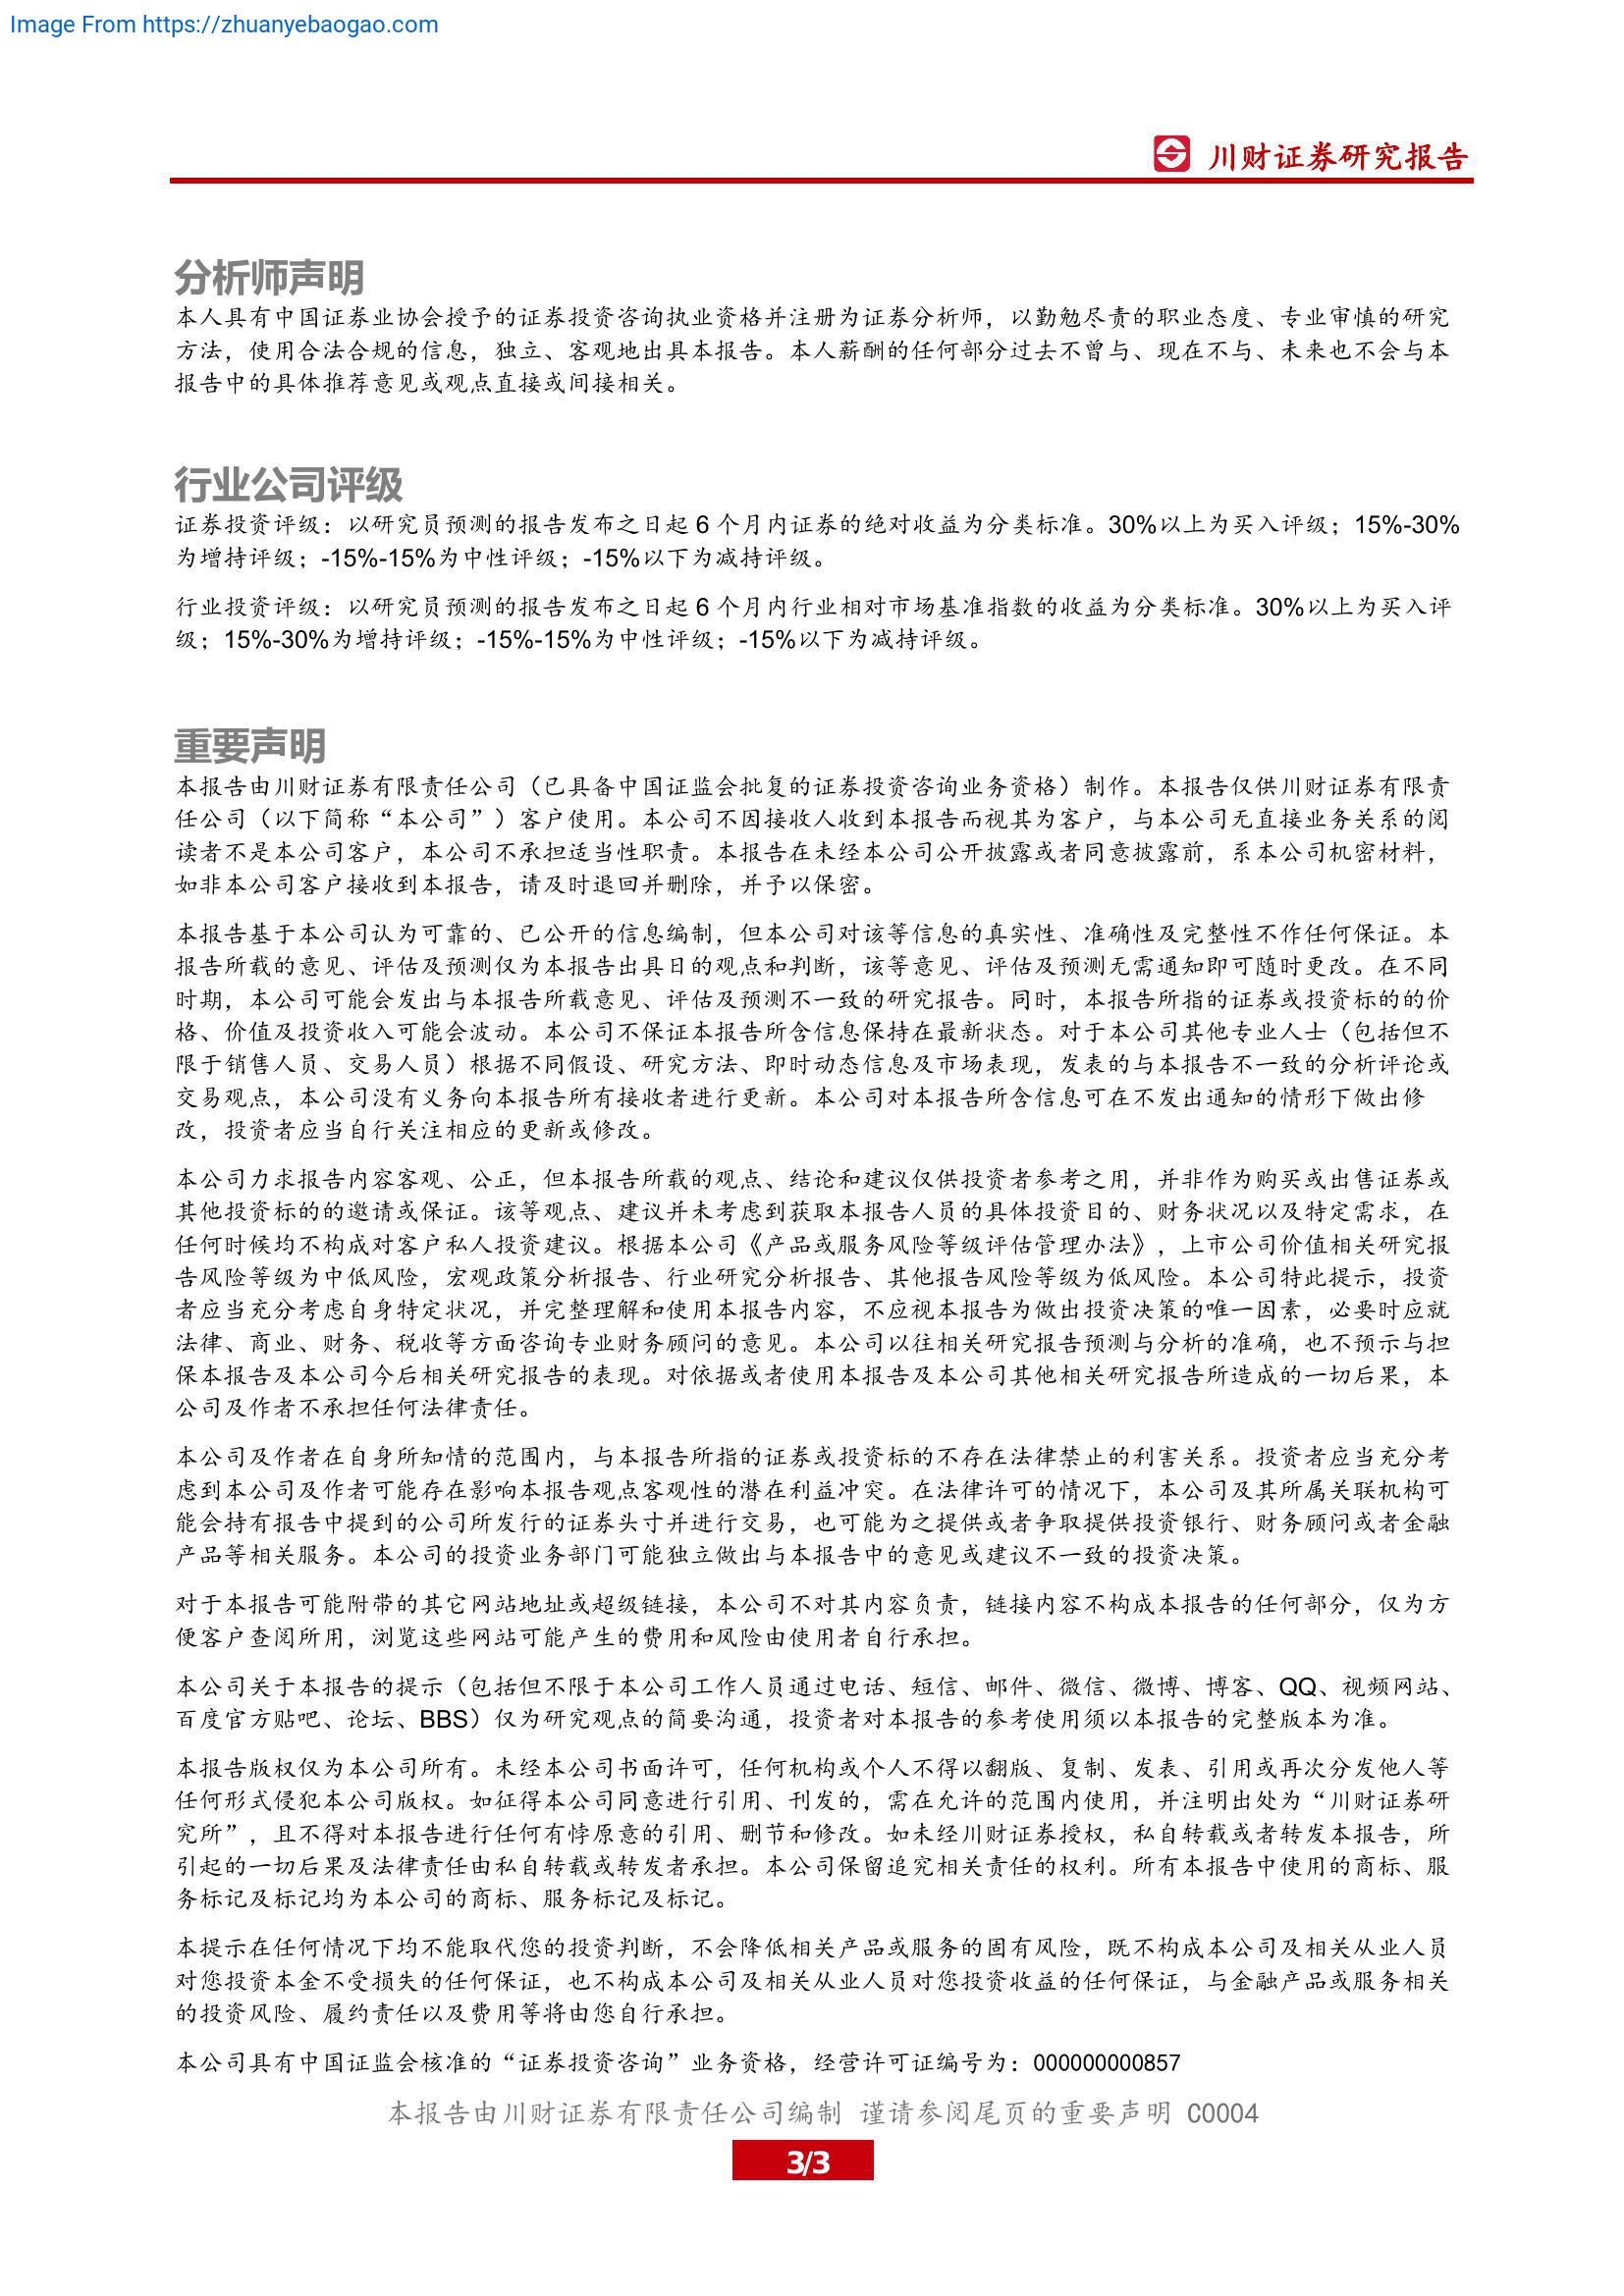 Image From https://zhuanyebaogao.com
川财证券研究报告
分析师声明
本人具有中国证券业协会授予的证券投资咨询执业资格并注册为证券分析师，以勤勉尽责的职业态度、专业审慎的研究
方法，使用合法合规的信息，独立、客观地出具本报告。本人薪酬的任何部分过去不曾与、现在不与、未来也不会与本
报告中的具体推荐意见或观点直接或间接相关。
行业公司评级
证券投资评级：以研究员预测的报告发布之日起 6 个月内证券的绝对收益为分类标准。30%以上为买入评级；15%-30%
为增持评级；-15%-15%为中性评级；-15%以下为减持评级。
行业投资评级：以研究员预测的报告发布之日起 6 个月内行业相对市场基准指数的收益为分类标准。30%以上为买入评
级；15%-30%为增持评级；-15%-15%为中性评级；-15%以下为减持评级。
重要声明
本报告由川财证券有限责任公司（已具备中国证监会批复的证券投资咨询业务资格）制作。本报告仅供川财证券有限责
任公司（以下简称“本公司”）客户使用。本公司不因接收人收到本报告而视其为客户，与本公司无直接业务关系的阅
读者不是本公司客户，本公司不承担适当性职责。本报告在未经本公司公开披露或者同意披露前，系本公司机密材料，
如非本公司客户接收到本报告，请及时退回并删除，并予以保密。
本报告基于本公司认为可靠的、已公开的信息编制，但本公司对该等信息的真实性、准确性及完整性不作任何保证。本
报告所载的意见、评估及预测仅为本报告出具日的观点和判断，该等意见、评估及预测无需通知即可随时更改。在不同
时期，本公司可能会发出与本报告所载意见、评估及预测不一致的研究报告。同时，本报告所指的证券或投资标的的价
格、价值及投资收入可能会波动。本公司不保证本报告所含信息保持在最新状态。对于本公司其他专业人士（包括但不
限于销售人员、交易人员）根据不同假设、研究方法、即时动态信息及市场表现，发表的与本报告不一致的分析评论或
交易观点，本公司没有义务向本报告所有接收者进行更新。本公司对本报告所含信息可在不发出通知的情形下做出修
改，投资者应当自行关注相应的更新或修改。
本公司力求报告内容客观、公正，但本报告所载的观点、结论和建议仅供投资者参考之用，并非作为购买或出售证券或
其他投资标的的邀请或保证。该等观点、建议并未考虑到获取本报告人员的具体投资目的、财务状况以及特定需求，在
任何时候均不构成对客户私人投资建议。根据本公司《产品或服务风险等级评估管理办法》，上市公司价值相关研究报
告风险等级为中低风险，宏观政策分析报告、行业研究分析报告、其他报告风险等级为低风险。本公司特此提示，投资
者应当充分考虑自身特定状况，并完整理解和使用本报告内容，不应视本报告为做出投资决策的唯一因素，必要时应就
法律、商业、财务、税收等方面咨询专业财务顾问的意见。本公司以往相关研究报告预测与分析的准确，也不预示与担
保本报告及本公司今后相关研究报告的表现。对依据或者使用本报告及本公司其他相关研究报告所造成的一切后果，本
公司及作者不承担任何法律责任。
本公司及作者在自身所知情的范围内，与本报告所指的证券或投资标的不存在法律禁止的利害关系。投资者应当充分考
虑到本公司及作者可能存在影响本报告观点客观性的潜在利益冲突。在法律许可的情况下，本公司及其所属关联机构可
能会持有报告中提到的公司所发行的证券头寸并进行交易，也可能为之提供或者争取提供投资银行、财务顾问或者金融
产品等相关服务。本公司的投资业务部门可能独立做出与本报告中的意见或建议不一致的投资决策。
对于本报告可能附带的其它网站地址或超级链接，本公司不对其内容负责，链接内容不构成本报告的任何部分，仅为方
便客户查阅所用，浏览这些网站可能产生的费用和风险由使用者自行承担。
本公司关于本报告的提示（包括但不限于本公司工作人员通过电话、短信、邮件、微信、微博、博客、QQ、视频网站、
百度官方贴吧、论坛、BBS）仅为研究观点的简要沟通，投资者对本报告的参考使用须以本报告的完整版本为准。
本报告版权仅为本公司所有。未经本公司书面许可，任何机构或个人不得以翻版、复制、发表、引用或再次分发他人等
任何形式侵犯本公司版权。如征得本公司同意进行引用、刊发的，需在允许的范围内使用，并注明出处为“川财证券研
究所”，且不得对本报告进行任何有悖原意的引用、删节和修改。如未经川财证券授权，私自转载或者转发本报告，所
引起的一切后果及法律责任由私自转载或转发者承担。本公司保留追究相关责任的权利。所有本报告中使用的商标、服
务标记及标记均为本公司的商标、服务标记及标记。
本提示在任何情况下均不能取代您的投资判断，不会降低相关产品或服务的固有风险，既不构成本公司及相关从业人员
对您投资本金不受损失的任何保证，也不构成本公司及相关从业人员对您投资收益的任何保证，与金融产品或服务相关
的投资风险、履约责任以及费用等将由您自行承担。
本公司具有中国证监会核准的“证券投资咨询”业务资格，经营许可证编号为：000000000857
本报告由川财证券有限责任公司编制 谨请参阅尾页的重要声明 C0004
3/3